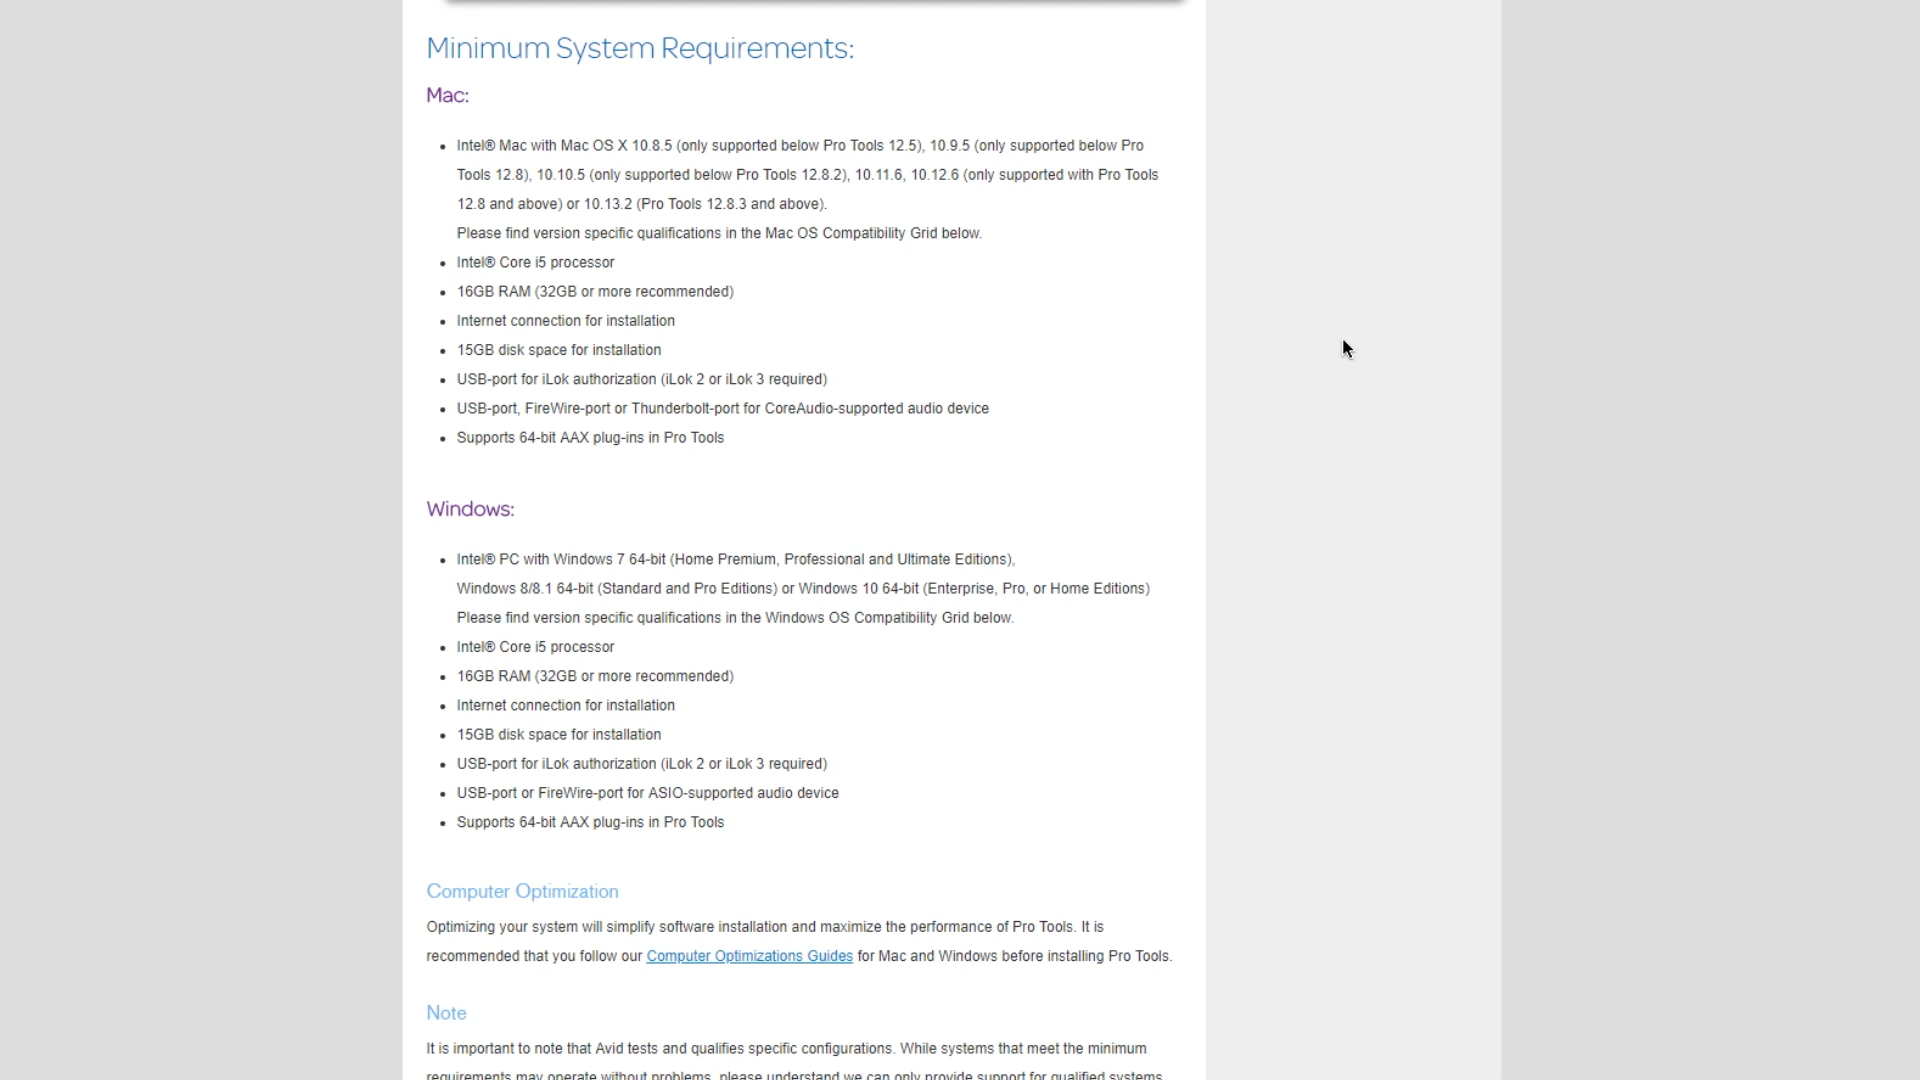 Minimum System Requirements:
Mac:
Intel® Mac with Mac OS X 10.8.5 (only supported below Pro Tools 12.5), 10.9.5 (only supported below Pro
Tools 12.8), 10.10.5 (only supported below Pro Tools 12.8.2), 10.11.6, 10.12.6 (only supported with Pro Tools
12.8 and above) or 10.13.2 (Pro Tools 12.8.3 and above).
Please find version specific qualifications in the Mac OS Compatibility Grid below.
Intel® Core i5 processor
16GB RAM (32GB or more recommended)
Internet connection for installation
15GB disk space for installation
USB-port for iLok authorization (iLok 2 or iLok 3 required)
USB-port, FireWire-port or Thunderbolt-port for CoreAudio-supported audio device
Supports 64-bit AAX plug-ins in Pro Tools
Windows:
Intel® PC with Windows 7 64-bit (Home Premium, Professional and Ultimate Editions),
Windows 8/8.1 64-bit (Standard and Pro Editions) or Windows 10 64-bit (Enterprise, Pro, or Home Editions)
Please find version specific qualifications in the Windows OS Compatibility Grid below.
Intel® Core i5 processor
16GB RAM (32GB or more recommended)
Internet connection for installation
15GB disk space for installation
USB-port for iLok authorization (iLok 2 or iLok 3 required)
USB-port or FireWire-port for ASIO-supported audio device
Supports 64-bit AAX plug-ins in Pro Tools
Computer Optimization
Optimizing your system will simplify software installation and maximize the performance of Pro Tools. It is
recommended that you follow our Computer Optimizations Guides for Mac and Windows before installing Pro Tools.
Note
It is important to note that Avid tests and qualifies specific configurations. While systems that meet the minimum
requirements may operate without problems, please understand we can only provide support for qualified systems